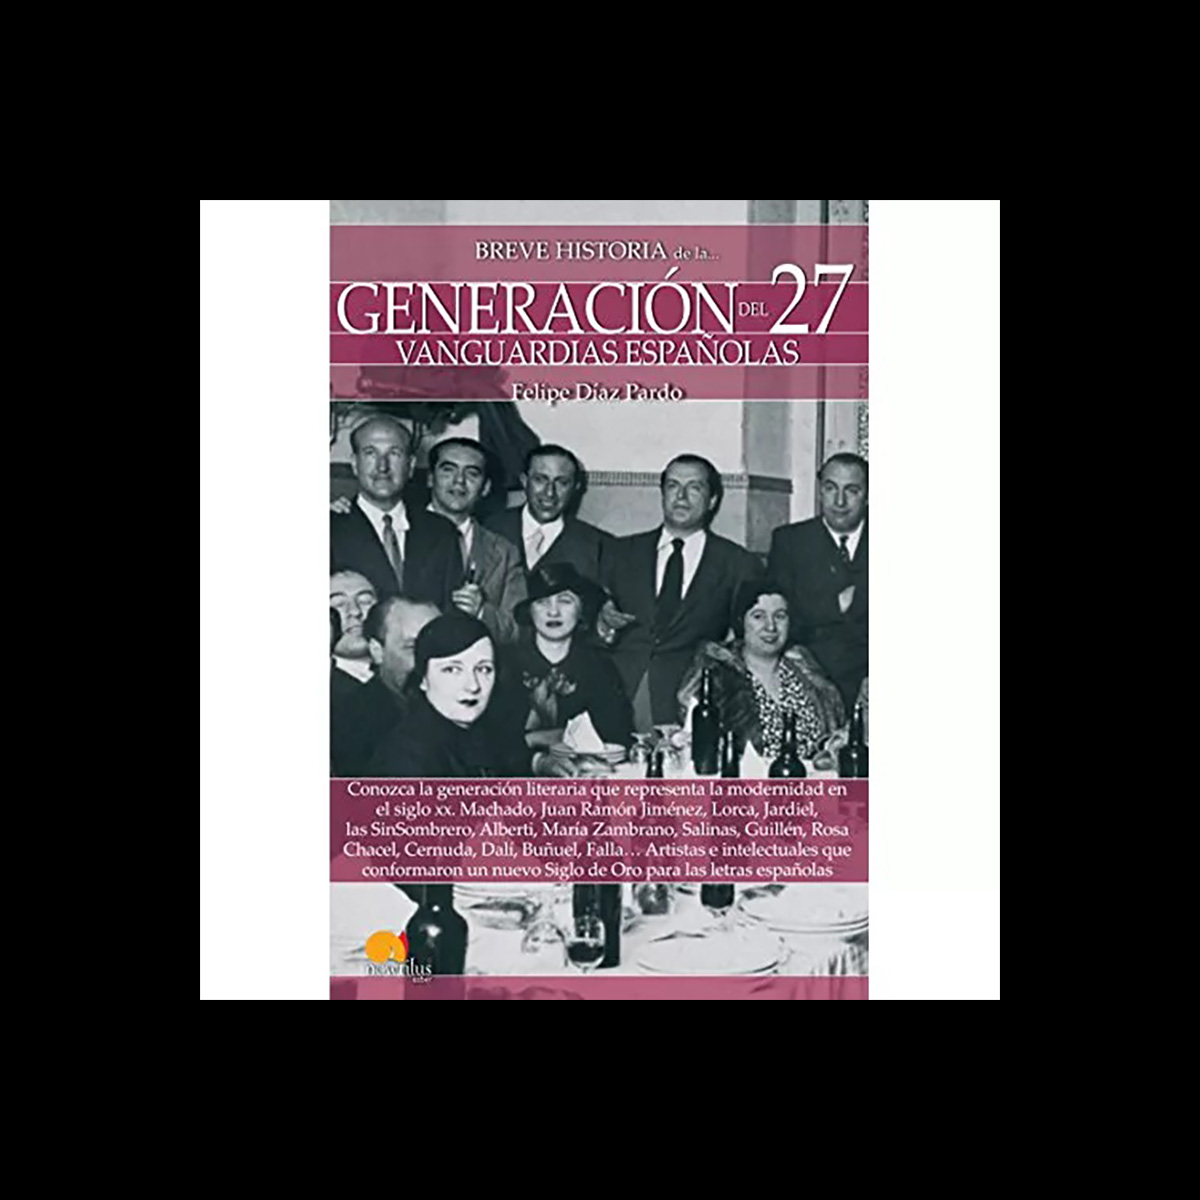 BREVE HISTORIA de la...
GENERACIÓN DEL 27
VANGUARDIAS ESPAÑOLAS
Felipe Díaz Pardo
Conozca la generación literaria que representa la modernidad en
el siglo XX. Machado, Juan Ramón Jiménez, Lorca, Jardiel,
las SinSombrero, Alberti, María Zambrano, Salinas, Guillén, Rosa
Chacel, Cernuda, Dalí, Buñuel, Falla... Artistas e intelectuales que
conformaron un nuevo Siglo de Oro para las letras españolas
nowtilus
saber